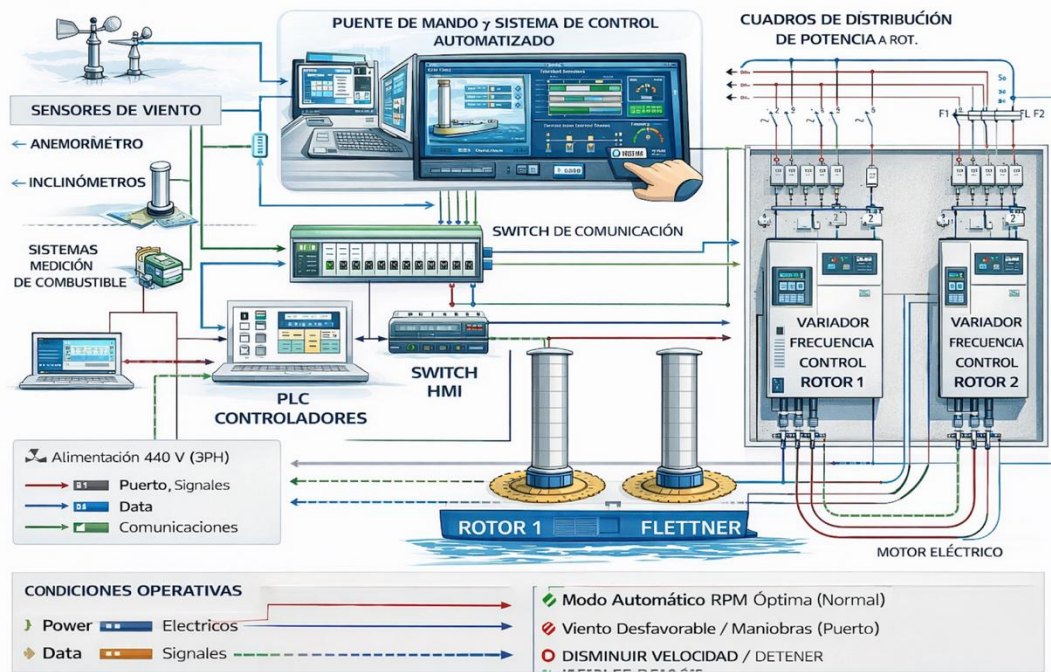 PUENTE DE MANDO y SISTEMA DE CONTROL
AUTOMATIZADO
CUADROS DE DISTRIBUCIÓN
DE POTENCIA A ROT.
SENSORES DE VIENTO
ANEMORMÉTRO
INCLINÓMETROS
SISTEMAS
MEDICIÓN
DE COMBUSTIBLE
SWITCH DE COMUNICACIÓN
F1
FL F2
PLC
CONTROLADORES
SWITCH
HMI
VARIADOR
FRECUENCIA
CONTROL
ROTOR 1
VARIADOR
FRECUENCIA
CONTROL
ROTOR 2
Alimentación 440 V (3PH)
Puerto, Signales
Data
Comunicaciones
ROTOR 1
FLETTNER
MOTOR ELÉCTRICO
CONDICIONES OPERATIVAS
Power
Electricos
Data
Signales
Modo Automático RPM Óptima (Normal)
Viento Desfavorable / Maniobras (Puerto)
DISMINUIR VELOCIDAD / DETENER